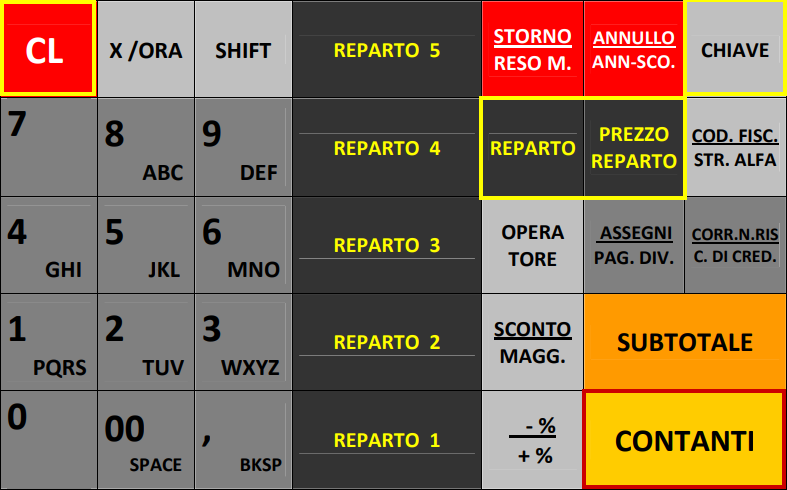 CL
X /ORA
SHIFT
REPARTO 5
STORNO
RESO M.
ANNULLO
ANN-SCO.
CHIAVE
7
8
ABC
9
DEF
REPARTO 4
REPARTO
PREZZO
REPARTO
COD. FISC.
STR. ALFA
4
GHI
5
JKL
6
MNO
REPARTO 3
OPERA
TORE
ASSEGNI
PAG. DIV.
CORR.N.RIS
C. DI CRED.
1
PQRS
2
TUV
3
WXYZ
REPARTO 2
SCONTO
MAGG.
SUBTOTALE
0
00
SPACE
,
BKSP
REPARTO 1
- %
+ %
CONTANTI